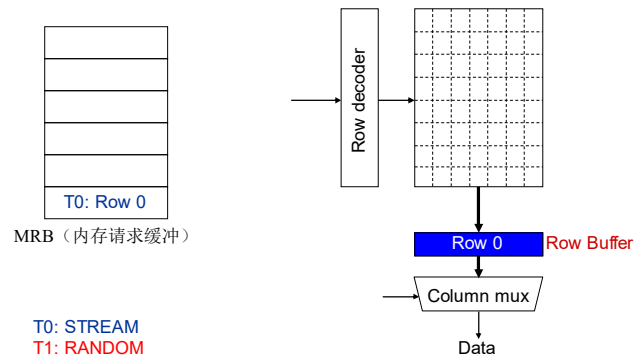 T0: Row 0
MRB（内存请求缓冲）
T0: STREAM
T1: RANDOM
Row decoder
Row 0
Row Buffer
Column mux
Data